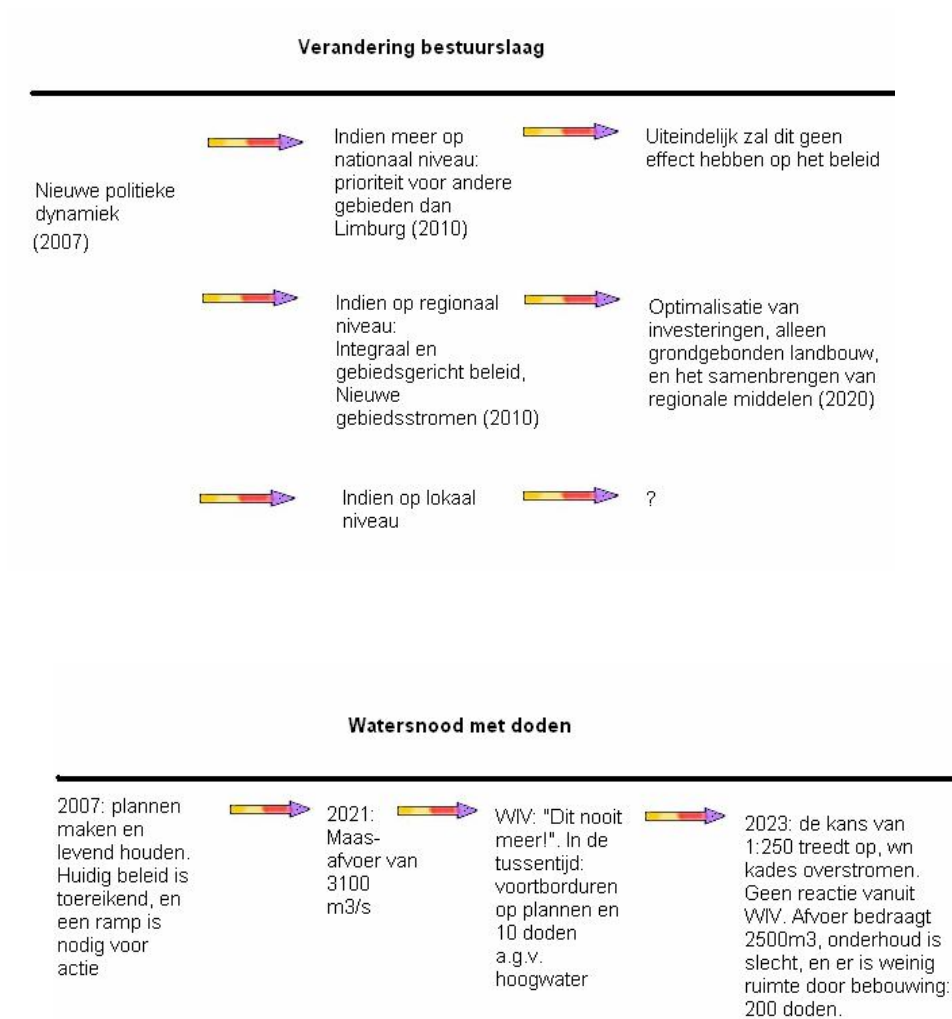 Verandering bestuurslaag
Nieuwe politieke
dynamiek
(2007)
Indien meer op
nationaal niveau:
prioriteit voor andere
gebieden dan
Limburg (2010)
Uiteindelijk zal dit geen
effect hebben op het beleid
Indien op regionaal
niveau:
Integraal en
gebiedsgericht beleid,
Nieuwe
gebiedsstromen (2010)
Optimalisatie van
investeringen, alleen
grondgebonden landbouw,
en het samenbrengen van
regionale middelen (2020)
Indien op lokaal
niveau
?
Watersnood met doden
2007: plannen
maken en
levend houden.
Huidig beleid is
toereikend, en
een ramp is
nodig voor
actie
2021:
Maas-
afvoer van
3100
m3/s
WIV: "Dit nooit
meer!". In de
tussentijd:
voortborduren
op plannen en
10 doden
a.g.v.
hoogwater
2023: de kans van
1:250 treedt op, wn
kades overstromen.
Geen reactie vanuit
WIV. Afvoer bedraagt
2500m3, onderhoud is
slecht, en er is weinig
ruimte door bebouwing:
200 doden.